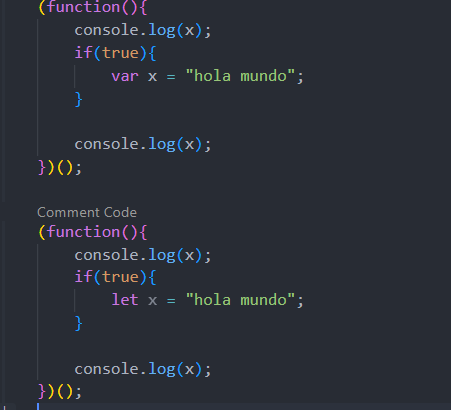 (function(){
console.log(x);
if(true){
var x = "hola mundo";
}
console.log(x);
})();
Comment Code
(function(){
console.log(x);
if(true){
let x = "hola mundo";
}
console.log(x);
})();